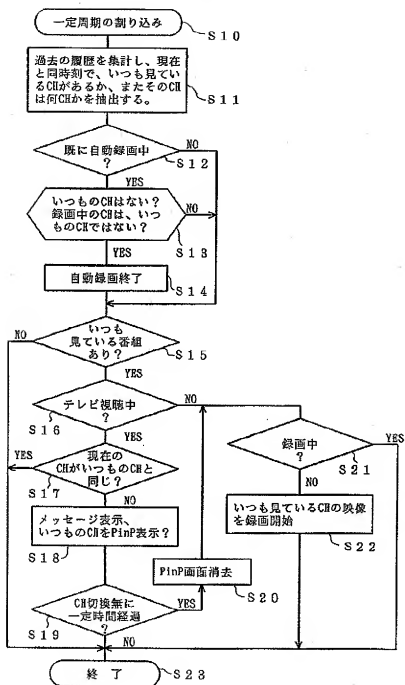 一定周期の割り込み
S10
過去の履歴を集計し、現在
と同時刻で、いつも見てい
るCHがあるか、またそのCH
は何CHかを抽出する。
S11
既に自動録画中
?
NO
S12
YES
いつものCHはない?
録画中のCHは、いつ
ものCHではない?
NO
S13
YES
自動録画終了
S14
NO
いつも
見ている番組
あり?
S15
YES
テレビ視聴中
?
NO
S16
YES
録画中
?
YES
S21
YES
現在の
CHがいつものCHと
同じ?
S17
NO
NO
メッセージ表示、
いつものCHをPinP表示?
S18
いつも見ているCHの映像
を録画開始
S22
PinP画面消去
S20
CH切換無に
一定時間経過
?
YES
S19
NO
終了
S23